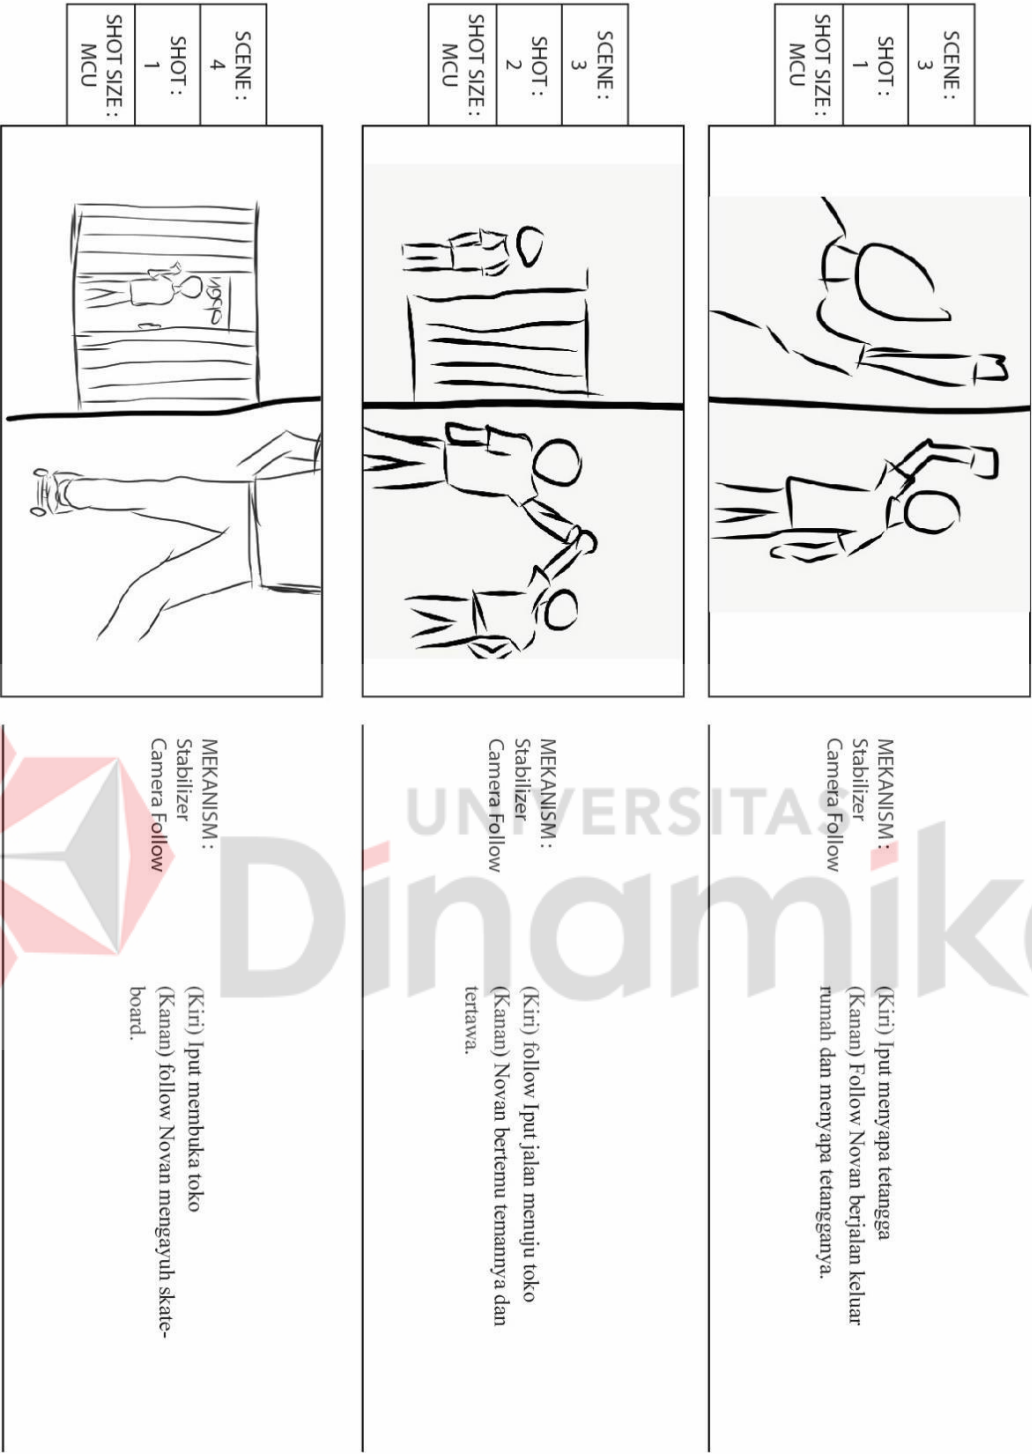 SCENE :
3
SHOT :
1
SHOT SIZE :
MCU
MEKANISM :
Stabilizer
Camera Follow
(Kiri) Iput menyapa tetangga
(Kanan) Follow Novan berjalan keluar
rumah dan menyapa tetangganya.
SCENE :
3
SHOT :
2
SHOT SIZE :
MCU
MEKANISM :
Stabilizer
Camera Follow
(Kiri) follow Iput jalan menuju toko
(Kanan) Novan bertemu temannya dan
tertawa.
SCENE :
4
SHOT :
1
SHOT SIZE :
MCU
MEKANISM :
Stabilizer
Camera Follow
(Kiri) Iput membuka toko
(Kanan) follow Novan mengayuh skate-
board.
UNIVERSITAS
Dinamika